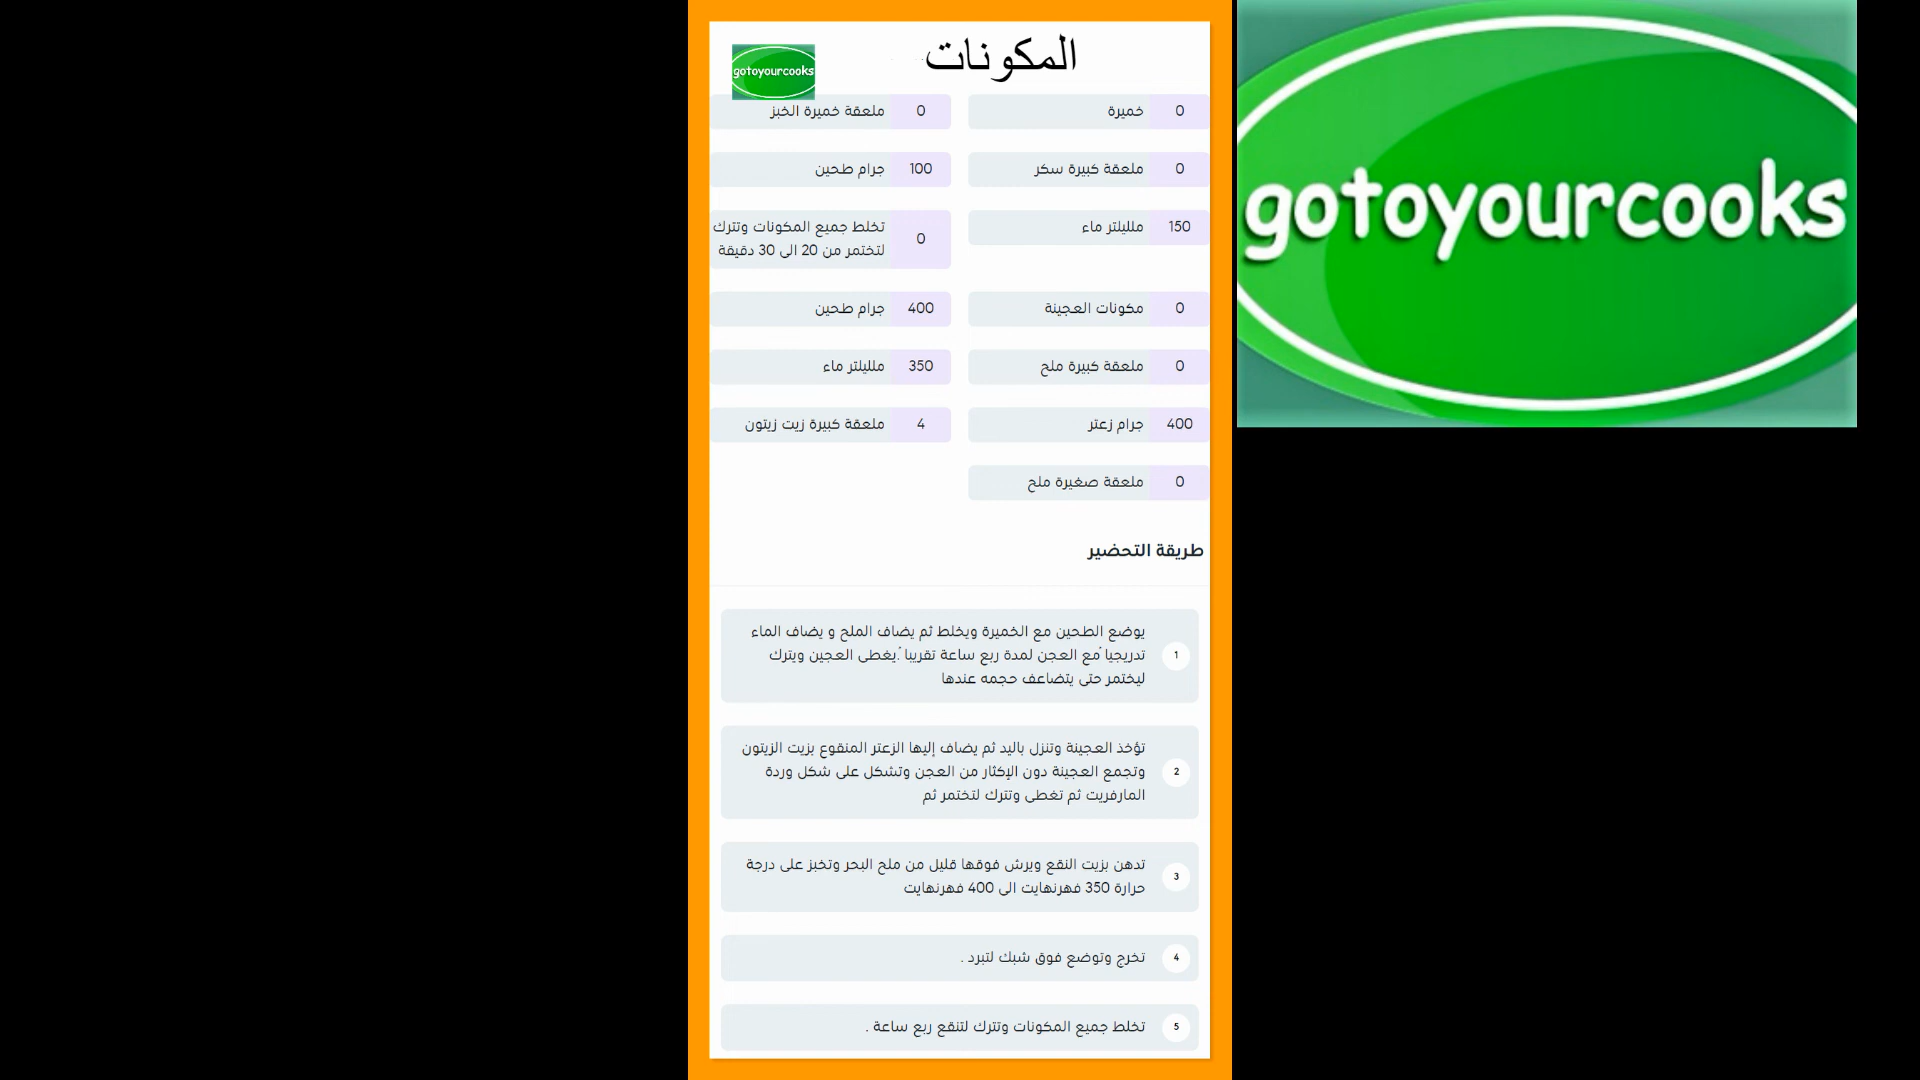 المكونات
gotoyourcooks
gotoyourcooks
0 خميرة
0 ملعقة خميرة الخبز
0 ملعقة كبيرة سكر
100 جرام طحين
150 ملليلتر ماء
0 تخلط جميع المكونات وتترك
لتختمر من 20 الى 30 دقيقة
0 مكونات العجينة
400 جرام طحين
0 ملعقة كبيرة ملح
350 ملليلتر ماء
400 جرام زعتر
4 ملعقة كبيرة زيت زيتون
0 ملعقة صغيرة ملح
طريقة التحضير
1 يوضع الطحين مع الخميرة ويخلط ثم يضاف الملح و يضاف الماء
تدريجيا ًمع العجن لمدة ربع ساعة تقريبا ً.يغطى العجين ويترك
ليختمر حتى يتضاعف حجمه عندها
2 تؤخذ العجينة وتنزل باليد ثم يضاف إليها الزعتر المنقوع بزيت الزيتون
وتجمع العجينة دون الإكثار من العجن وتشكل على شكل وردة
المارفريت ثم تغطى وتترك لتختمر ثم
3 تدهن بزيت النقع ويرش فوقها قليل من ملح البحر وتخبز على درجة
حرارة 350 فهرنهايت الى 400 فهرنهايت
4 تخرج وتوضع فوق شبك لتبرد .
5 تخلط جميع المكونات وتترك لتنقع ربع ساعة .